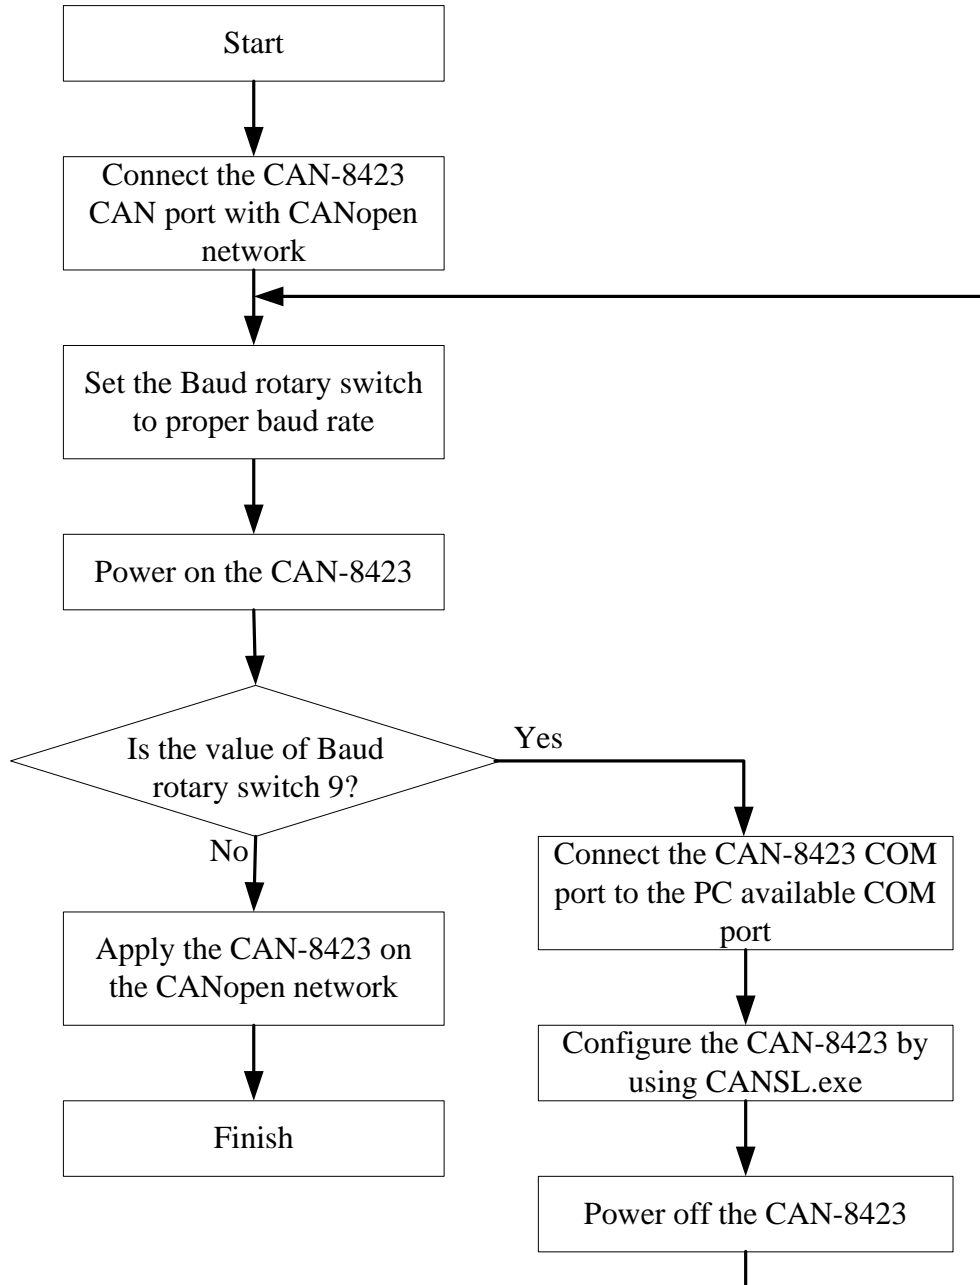 Start
Connect the CAN-8423
CAN port with CANopen
network
Set the Baud rotary switch
to proper baud rate
Power on the CAN-8423
Is the value of Baud
rotary switch 9?
Yes
No
Connect the CAN-8423 COM
port to the PC available COM
port
Apply the CAN-8423 on
the CANopen network
Configure the CAN-8423 by
using CANSL.exe
Finish
Power off the CAN-8423